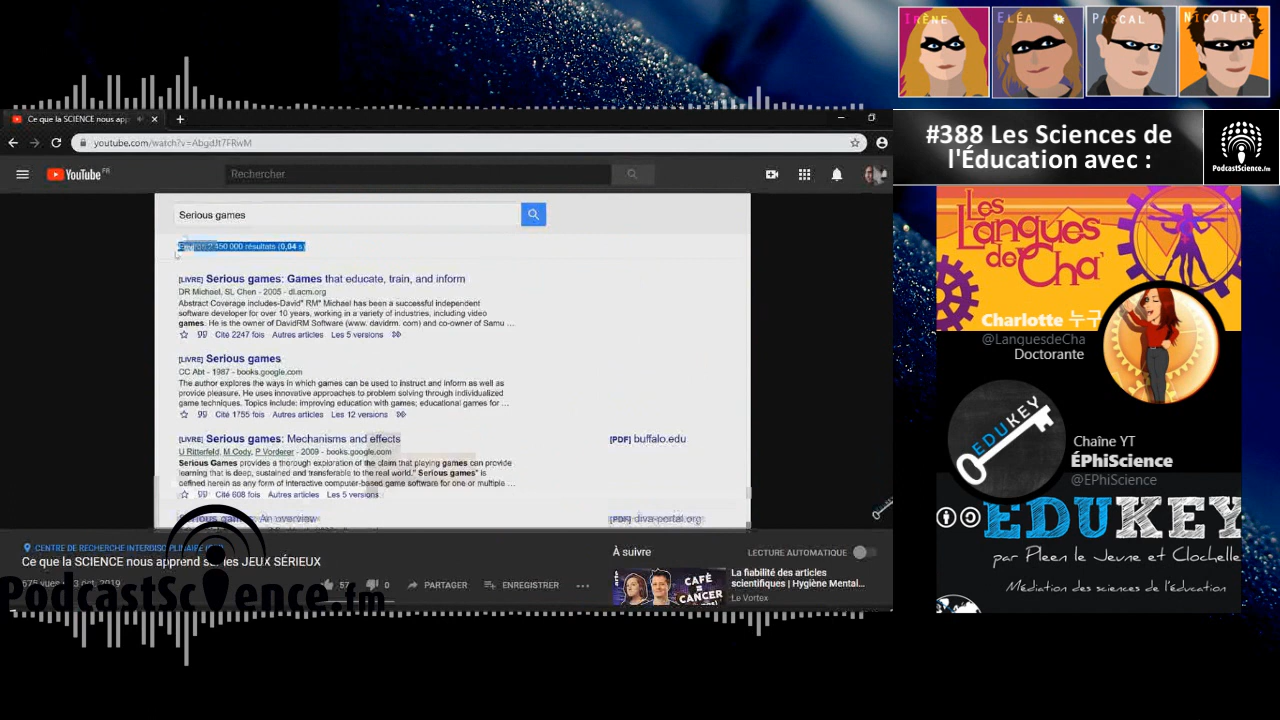 IRÈNE
ELÉA
PASCAL
NICOTUPE
#388 Les Sciences de
l'Éducation avec :
PodcastScience.fm
Les
Langues
de Cha'
Charlotte 누구
@LanguesdeCha
Doctorante
EDUKEY
Chaîne YT
ÉPhiScience
@EPhiScience
EDUKEY
par Pleen le Jeune et Clochelle
Médiation des sciences de l'éducation
Ce que la SCIENCE nous app
youtube.com/watch?v=AbgdJt7FRwM
YouTube FR
Rechercher
Serious games
450 000 résultats (0,04 s)
[LIVRE] Serious games: Games that educate, train, and inform
DR Michael, SL Chen - 2005 - dl.acm.org
Abstract Coverage includes-David" RM" Michael has been a successful independent
software developer for over 10 years, working in a variety of industries, including video
games. He is the owner of DavidRM Software (www. davidrm. com) and co-owner of Samu ...
Cité 2247 fois Autres articles Les 5 versions
[LIVRE] Serious games
CC Abt - 1987 - books.google.com
The author explores the ways in which games can be used to instruct and inform as well as
provide pleasure. He uses innovative approaches to problem solving through individualized
game techniques. Topics include: improving education with games; educational games for ...
Cité 1755 fois Autres articles Les 12 versions
[LIVRE] Serious games: Mechanisms and effects
[PDF] buffalo.edu
U Ritterfeld, M Cody, P Vorderer - 2009 - books.google.com
Serious Games provides a thorough exploration of the claim that playing games can provide
learning that is deep, sustained and transferable to the real world." Serious games" is
defined herein as any form of interactive computer-based game software for one or multiple ...
Cité 608 fois Autres articles Les 5 versions
Serious games: An overview
[PDF] diva-portal.org
CENTRE DE RECHERCHE INTERDISCIPLINAIRE
Ce que la SCIENCE nous apprend sur les JEUX SÉRIEUX
675 vues
oct. 2019
57
0
PARTAGER
ENREGISTRER
PodcastScience.fm
À suivre
LECTURE AUTOMATIQUE
CAFÉ
=
CANCER
La fiabilité des articles
scientifiques | Hygiène Mentai...
Le Vortex